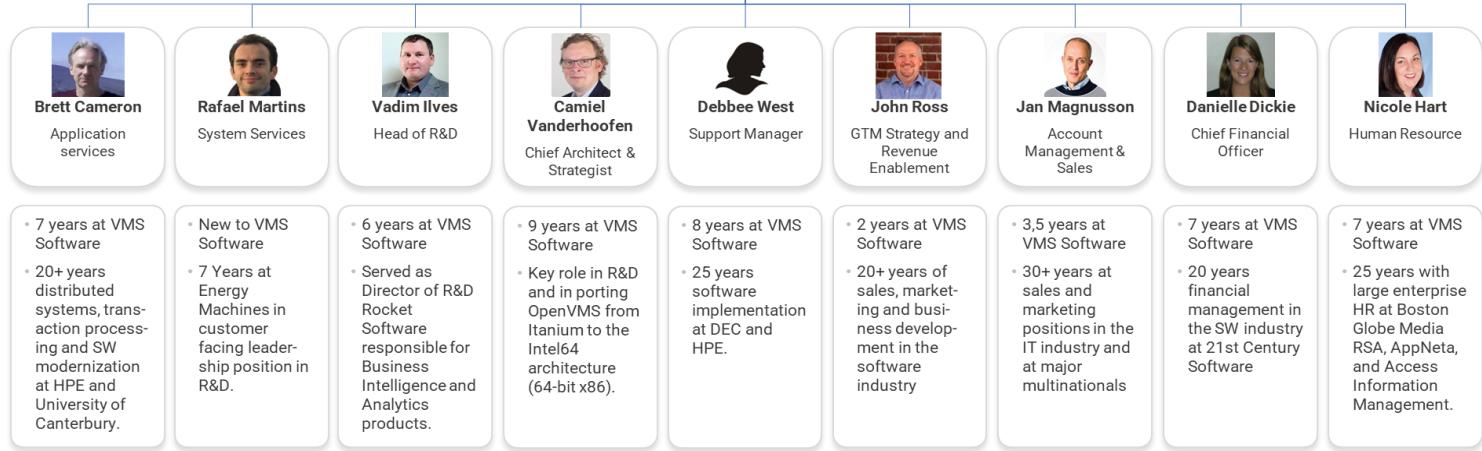 Brett Cameron
Application
services
Rafael Martins
System Services
Vadim Ilves
Head of R&D
Camiel
Vanderhoofen
Chief Architect &
Strategist
Debbee West
Support Manager
John Ross
GTM Strategy and
Revenue
Enablement
Jan Magnusson
Account
Management &
Sales
Danielle Dickie
Chief Financial
Officer
Nicole Hart
Human Resource
• 7 years at VMS
Software
• 20+ years
distributed
systems, trans-
action process-
ing and SW
modernization
at HPE and
University of
Canterbury.
• New to VMS
Software
• 7 Years at
Energy
Machines in
customer
facing leader-
ship position in
R&D.
• 6 years at VMS
Software
• Served as
Director of R&D
Rocket
Software
responsible for
Business
Intelligence and
Analytics
products.
• 9 years at VMS
Software
• Key role in R&D
and in porting
OpenVMS from
Itanium to the
Intel64
architecture
(64-bit x86).
• 8 years at VMS
Software
• 25 years
software
implementation
at DEC and
HPE.
• 2 years at VMS
Software
• 20+ years of
sales, market-
ing and busi-
ness develop-
ment in the
software
industry
• 3,5 years at
VMS Software
• 30+ years at
sales and
marketing
positions in the
IT industry and
at major
multinationals
• 7 years at VMS
Software
• 20 years
financial
management in
the SW industry
at 21st Century
Software
• 7 years at VMS
Software
• 25 years with
large enterprise
HR at Boston
Globe Media
RSA, AppNeta,
and Access
Information
Management.